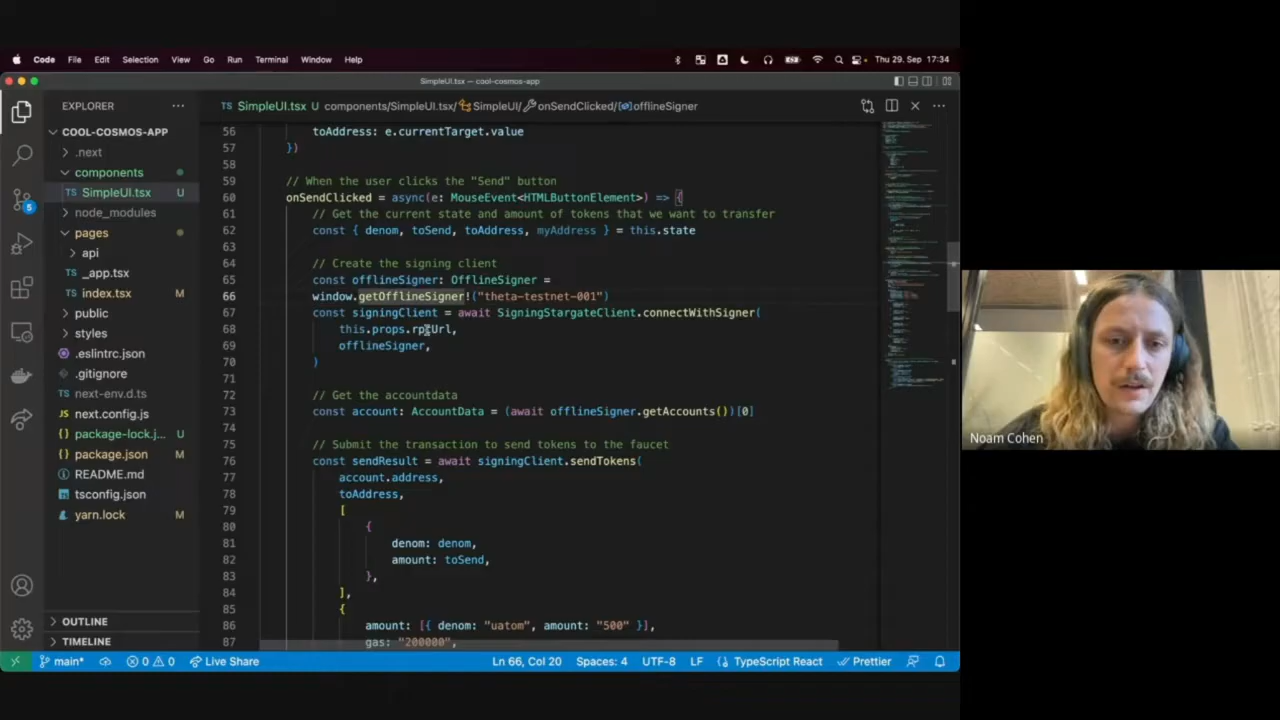 Code File Edit Selection View Go Run Terminal Window Help Thu 29. Sep 17:34
SimpleUI.tsx — cool-cosmos-app
EXPLORER
SimpleUI.tsx U components/SimpleUI.tsx/ SimpleUI/ onSendClicked/ offlineSigner
COOL-COSMOS-APP
.next
components
TS SimpleUI.tsx U
node_modules
5
pages
api
TS _app.tsx
TS index.tsx M
public
styles
.eslintrc.json
.gitignore
TS next-env.d.ts
JS next.config.js
{} package-lock.j... U
{} package.json M
README.md
tsconfig.json
yarn.lock M
OUTLINE
TIMELINE
56 toAddress: e.currentTarget.value
57 })
58
59 // When the user clicks the "Send" button
60 onSendClicked = async(e: MouseEvent<HTMLButtonElement>) => {
61 // Get the current state and amount of tokens that we want to transfer
62 const { denom, toSend, toAddress, myAddress } = this.state
63
64 // Create the signing client
65 const offlineSigner: OfflineSigner =
66 window.getOfflineSigner!("theta-testnet-001")
67 const signingClient = await SigningStargateClient.connectWithSigner(
68 this.props.rpcUrl,
69 offlineSigner,
70 )
71
72 // Get the accountdata
73 const account: AccountData = (await offlineSigner.getAccounts())[0]
74
75 // Submit the transaction to send tokens to the faucet
76 const sendResult = await signingClient.sendTokens(
77 account.address,
78 toAddress,
79 [
80 {
81 denom: denom,
82 amount: toSend,
83 },
84 ],
85 {
86 amount: [{ denom: "uatom", amount: "500" }],
87 gas: "200000",
main* 0 0 Live Share Ln 66, Col 20 Spaces: 4 UTF-8 LF TypeScript React Prettier
Noam Cohen